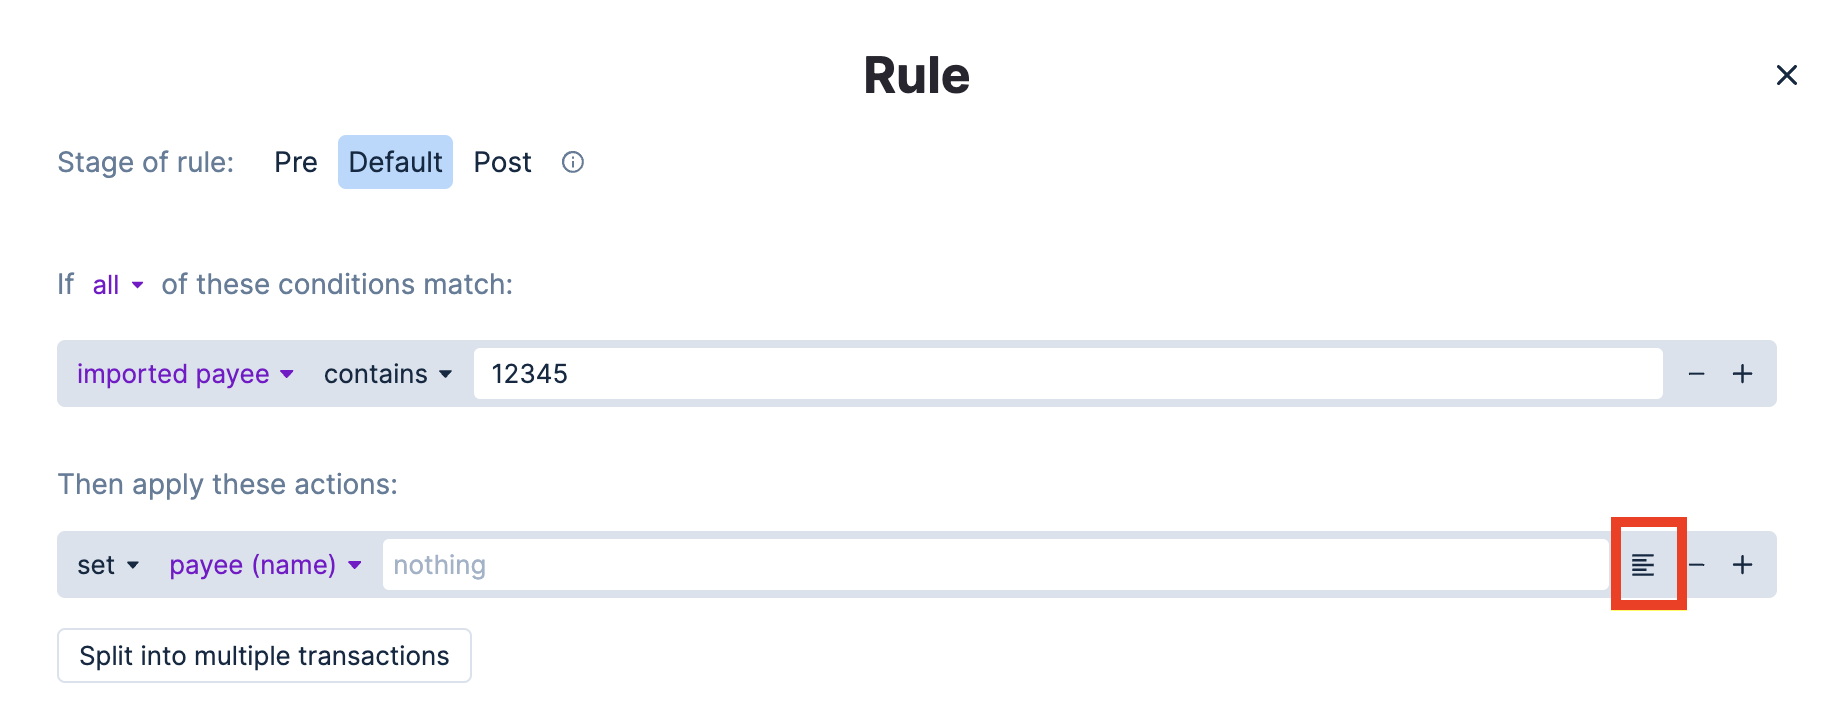 Rule
Stage of rule: Pre Default Post
If all of these conditions match:
imported payee contains 12345
Then apply these actions:
set payee (name) nothing
Split into multiple transactions